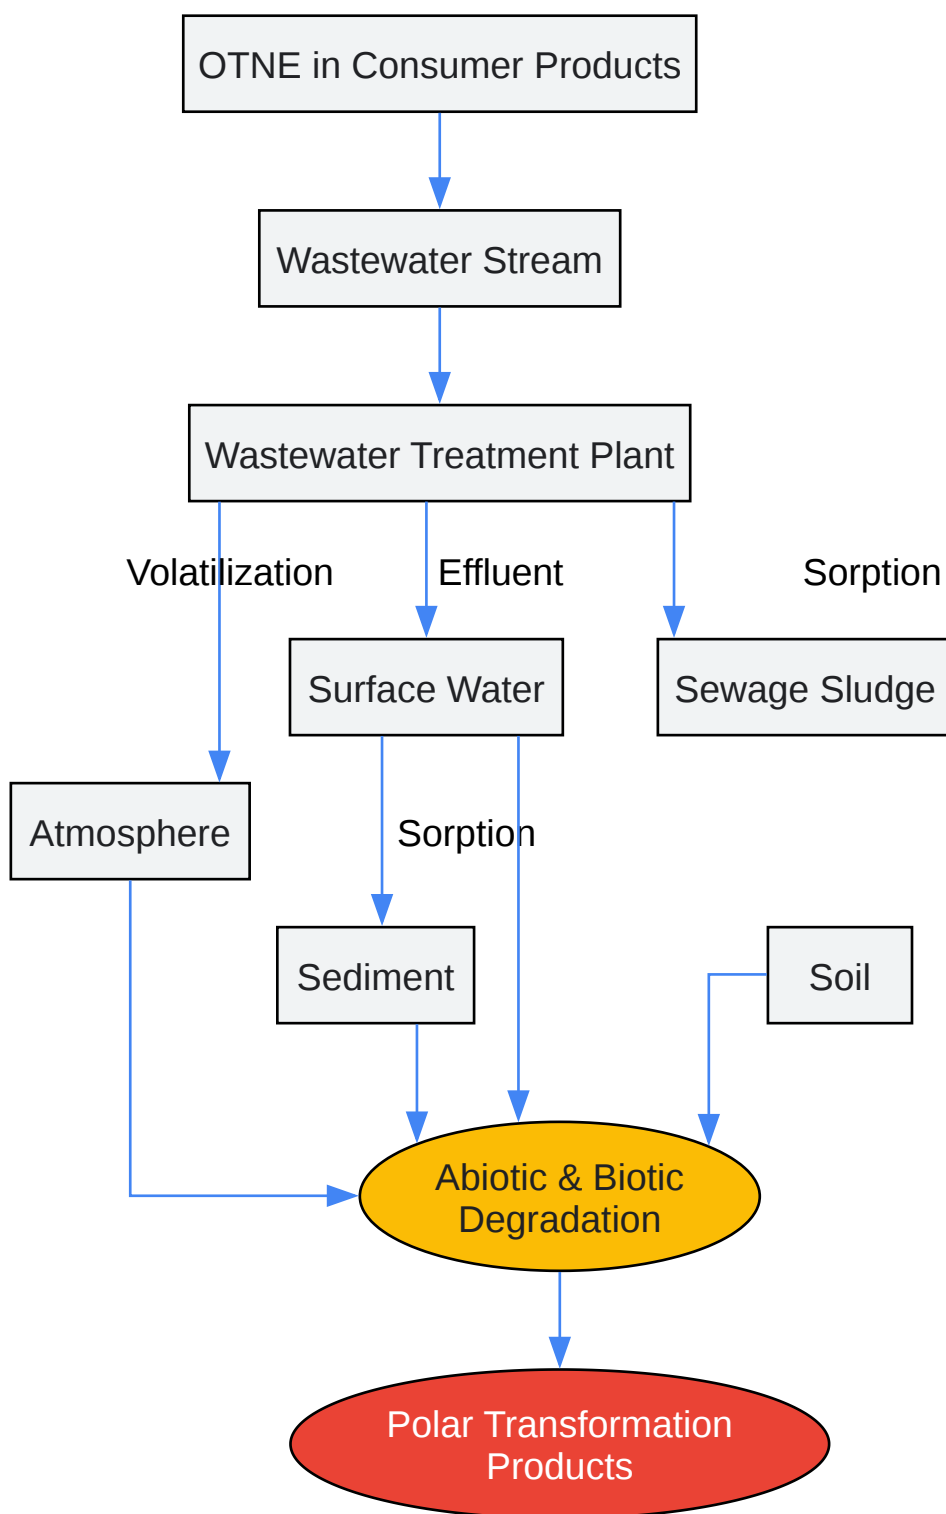 OTNE in Consumer Products
Wastewater Stream
Wastewater Treatment Plant
Volatilization
Effluent
Sorption
Surface Water
Sewage Sludge
Atmosphere
Sorption
Sediment
Soil
Abiotic & Biotic
Degradation
Polar Transformation
Products